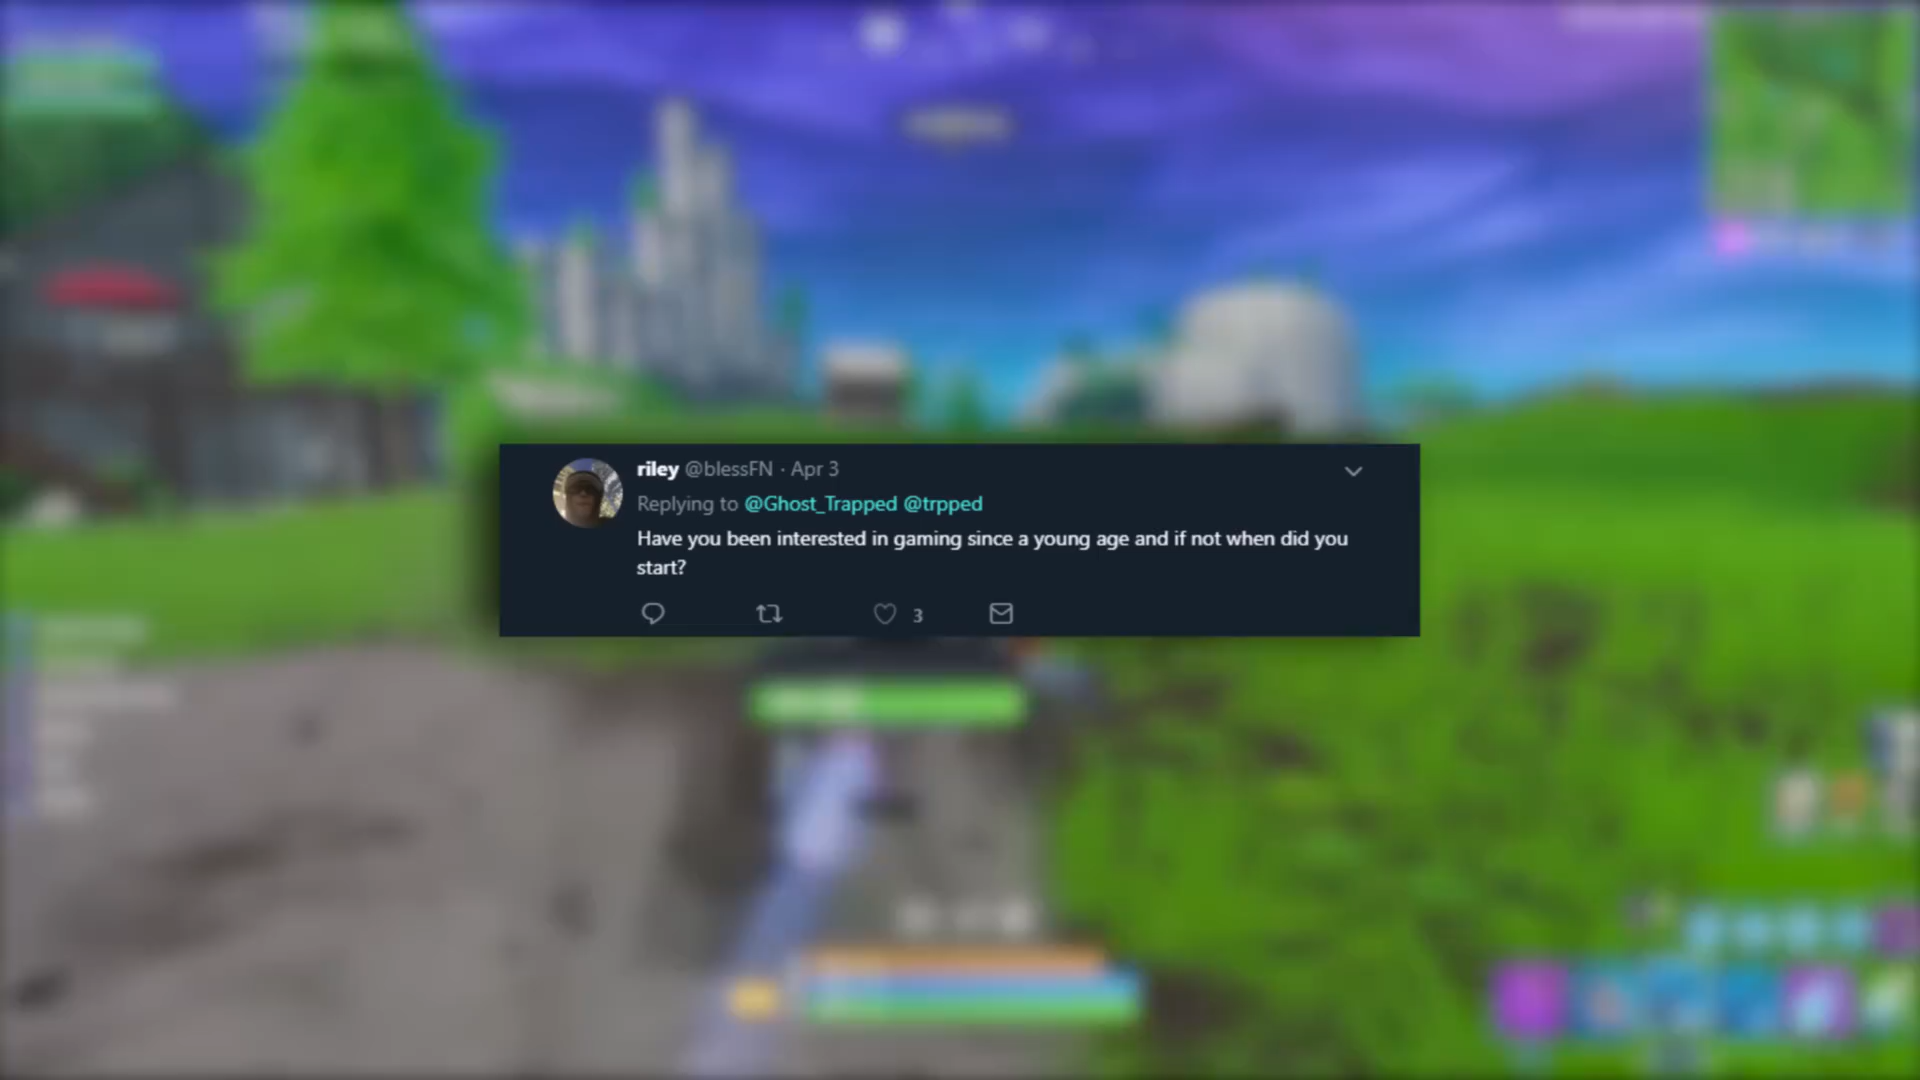 riley @blessFN · Apr 3
Replying to @Ghost_Trapped @trpped
Have you been interested in gaming since a young age and if not when did you
start?
3